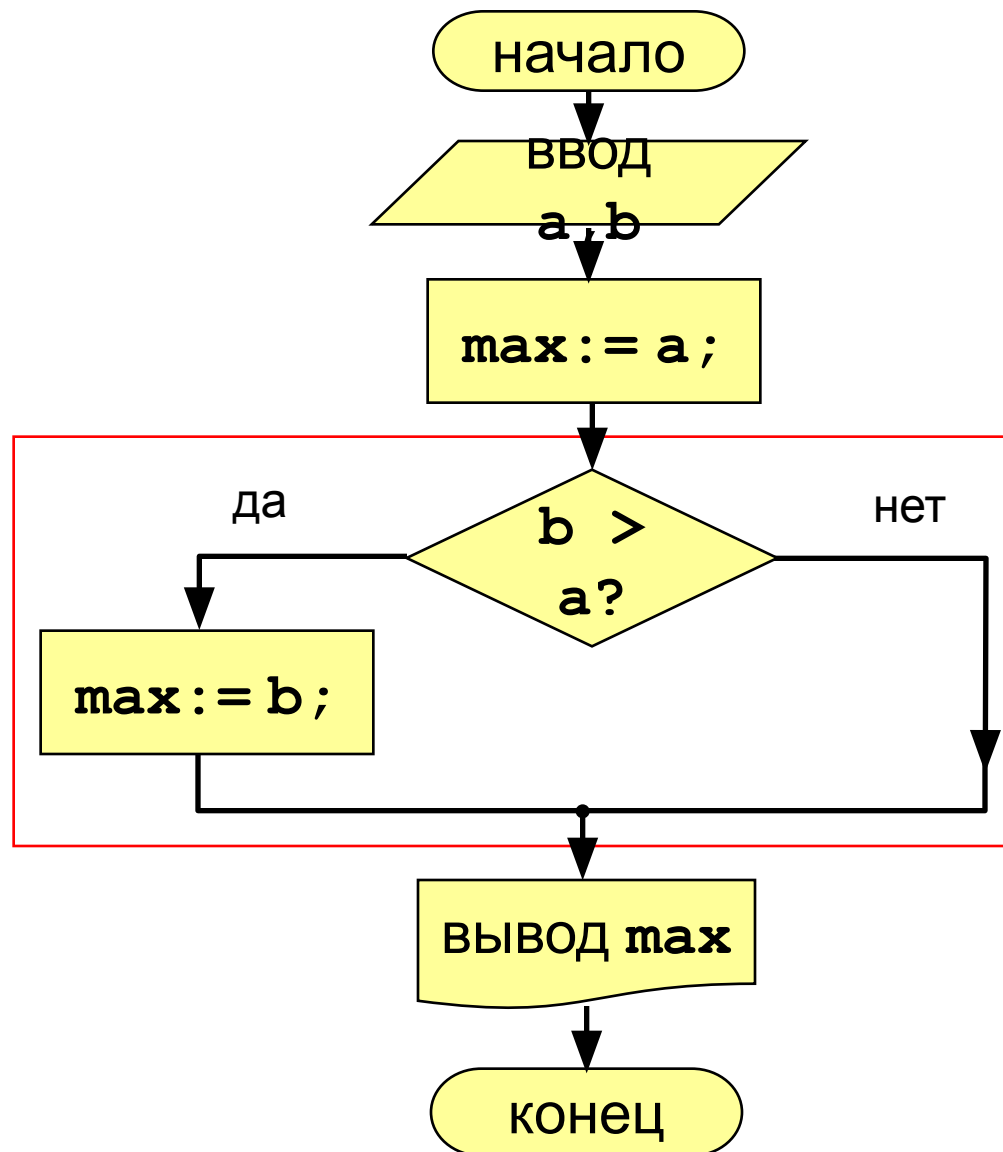 начало
ввод
a,b
max:= a;
да
нет
b >
a?
max:= b;
вывод max
конец